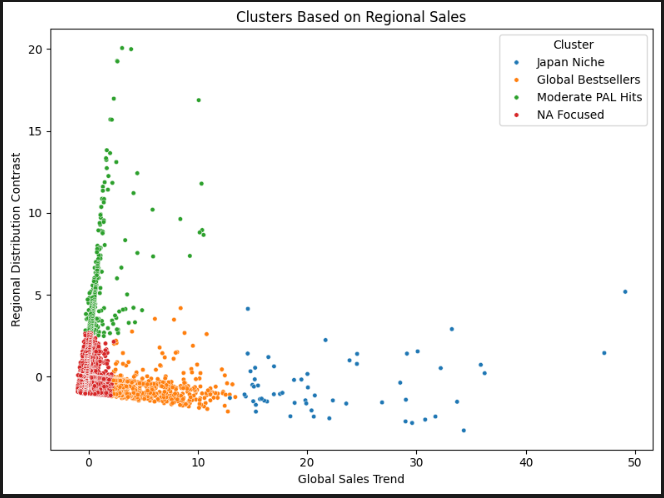 Clusters Based on Regional Sales
Cluster
Japan Niche
Global Bestsellers
Moderate PAL Hits
NA Focused
Regional Distribution Contrast
20
15
10
5
0
0 10 20 30 40 50
Global Sales Trend